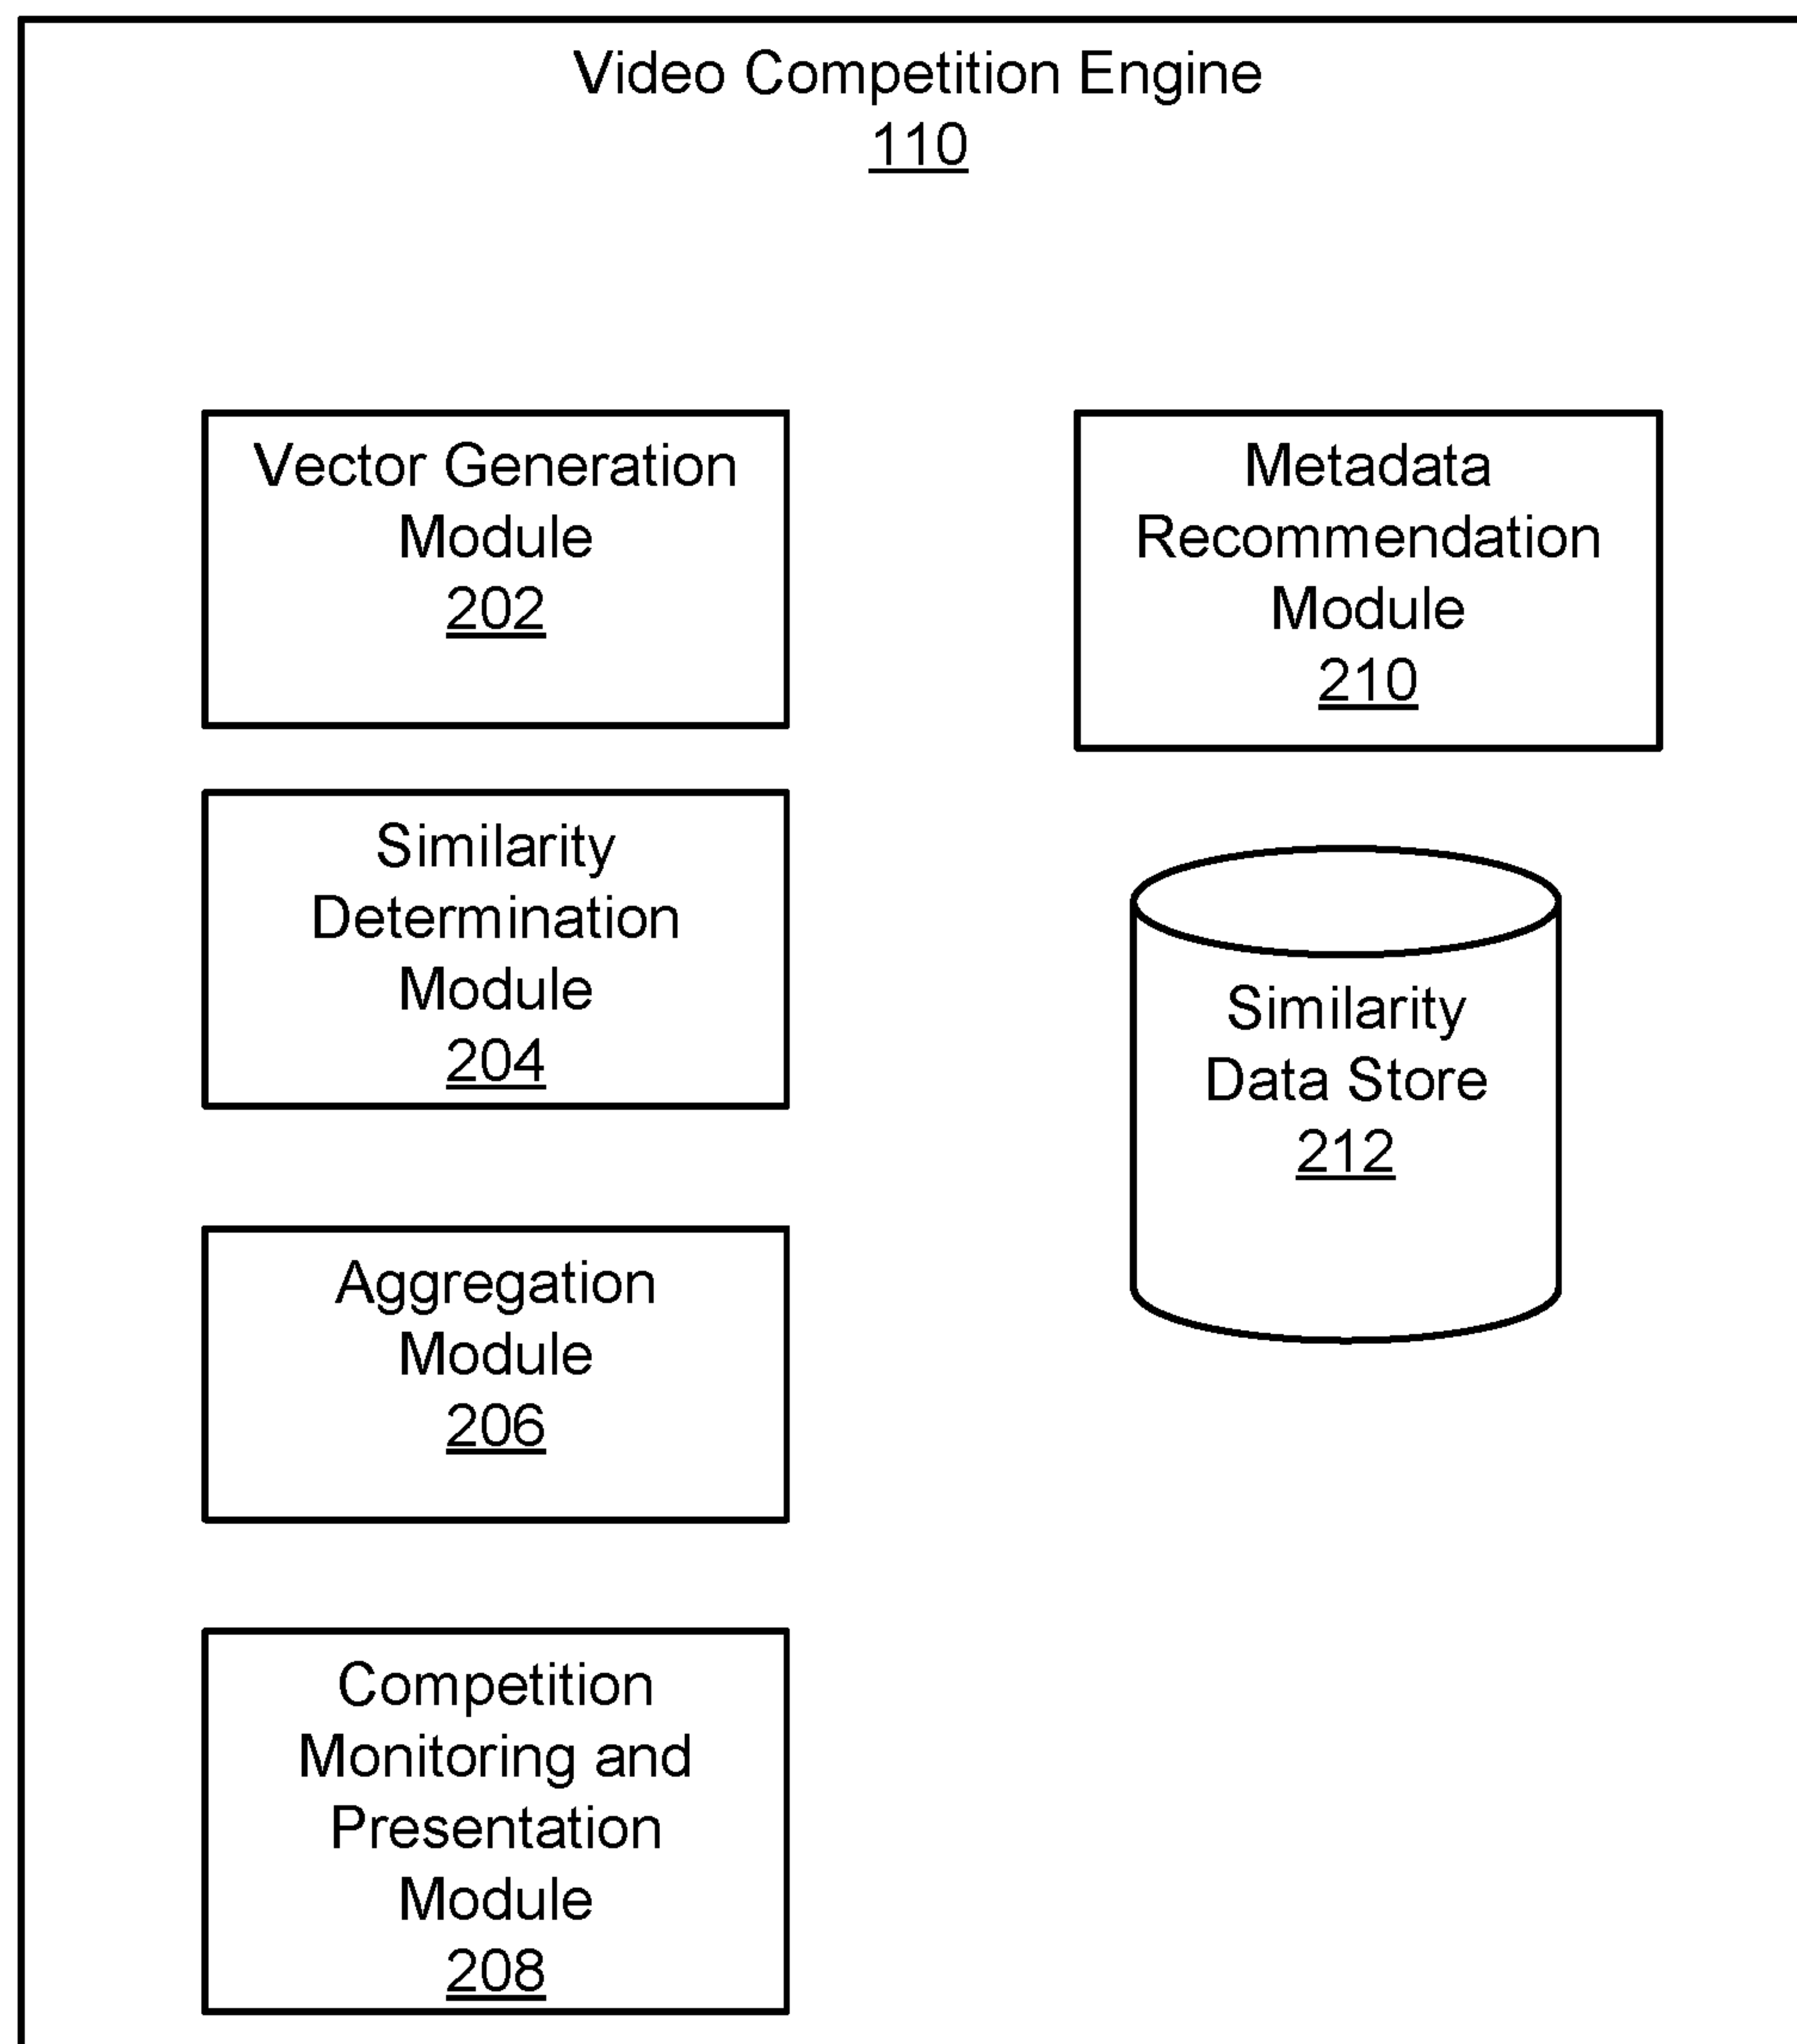 Video Competition Engine
110
Vector Generation
Module
202
Similarity
Determination
Module
204
Aggregation
Module
206
Competition
Monitoring and
Presentation
Module
208
Metadata
Recommendation
Module
210
Similarity
Data Store
212